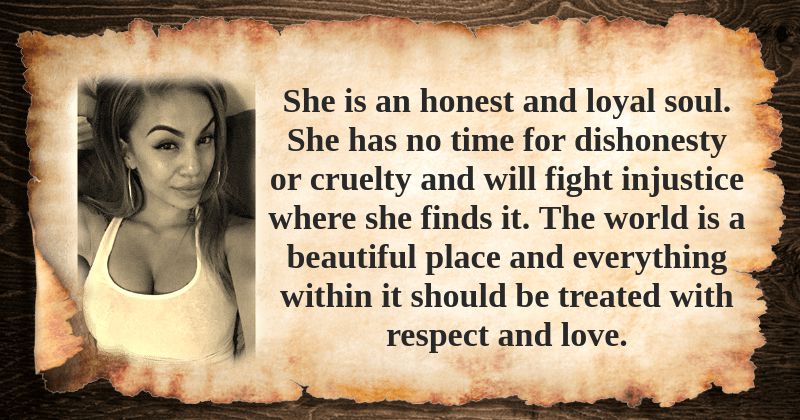 She is an honest and loyal soul.
She has no time for dishonesty
or cruelty and will fight injustice
where she finds it. The world is a
beautiful place and everything
within it should be treated with
respect and love.